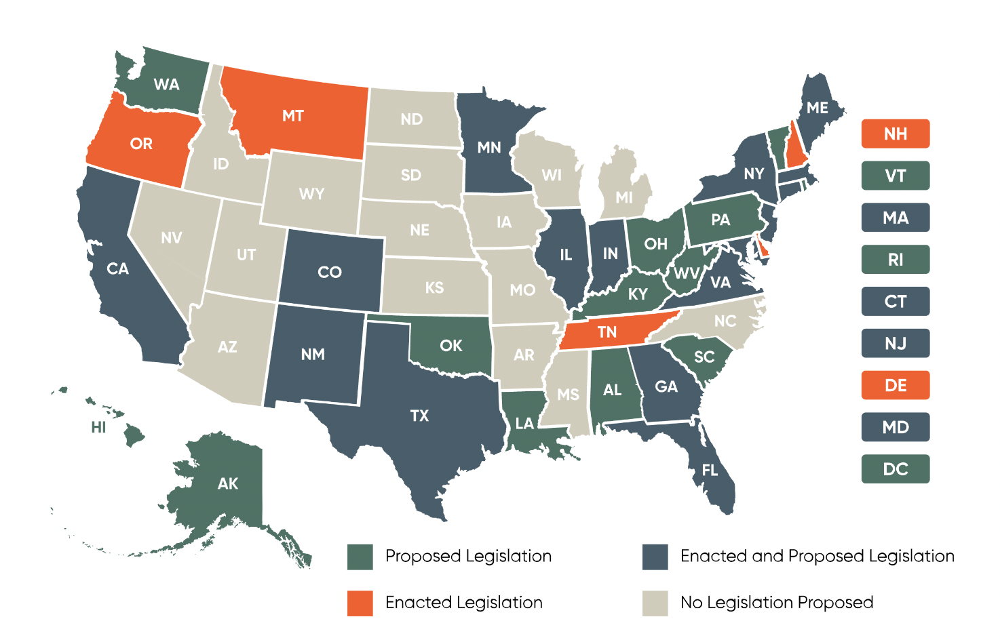 WA
MT
ND
OR
MN
ME
ID
SD
WI
NH
WY
NY
MI
VT
NV
UT
NE
IA
PA
MA
CA
CO
IL
IN
OH
RI
KS
MO
KY
WV
VA
CT
AZ
NM
OK
AR
TN
NC
NJ
TX
MS
AL
GA
SC
DE
HI
LA
MD
AK
FL
DC
Proposed Legislation
Enacted and Proposed Legislation
Enacted Legislation
No Legislation Proposed